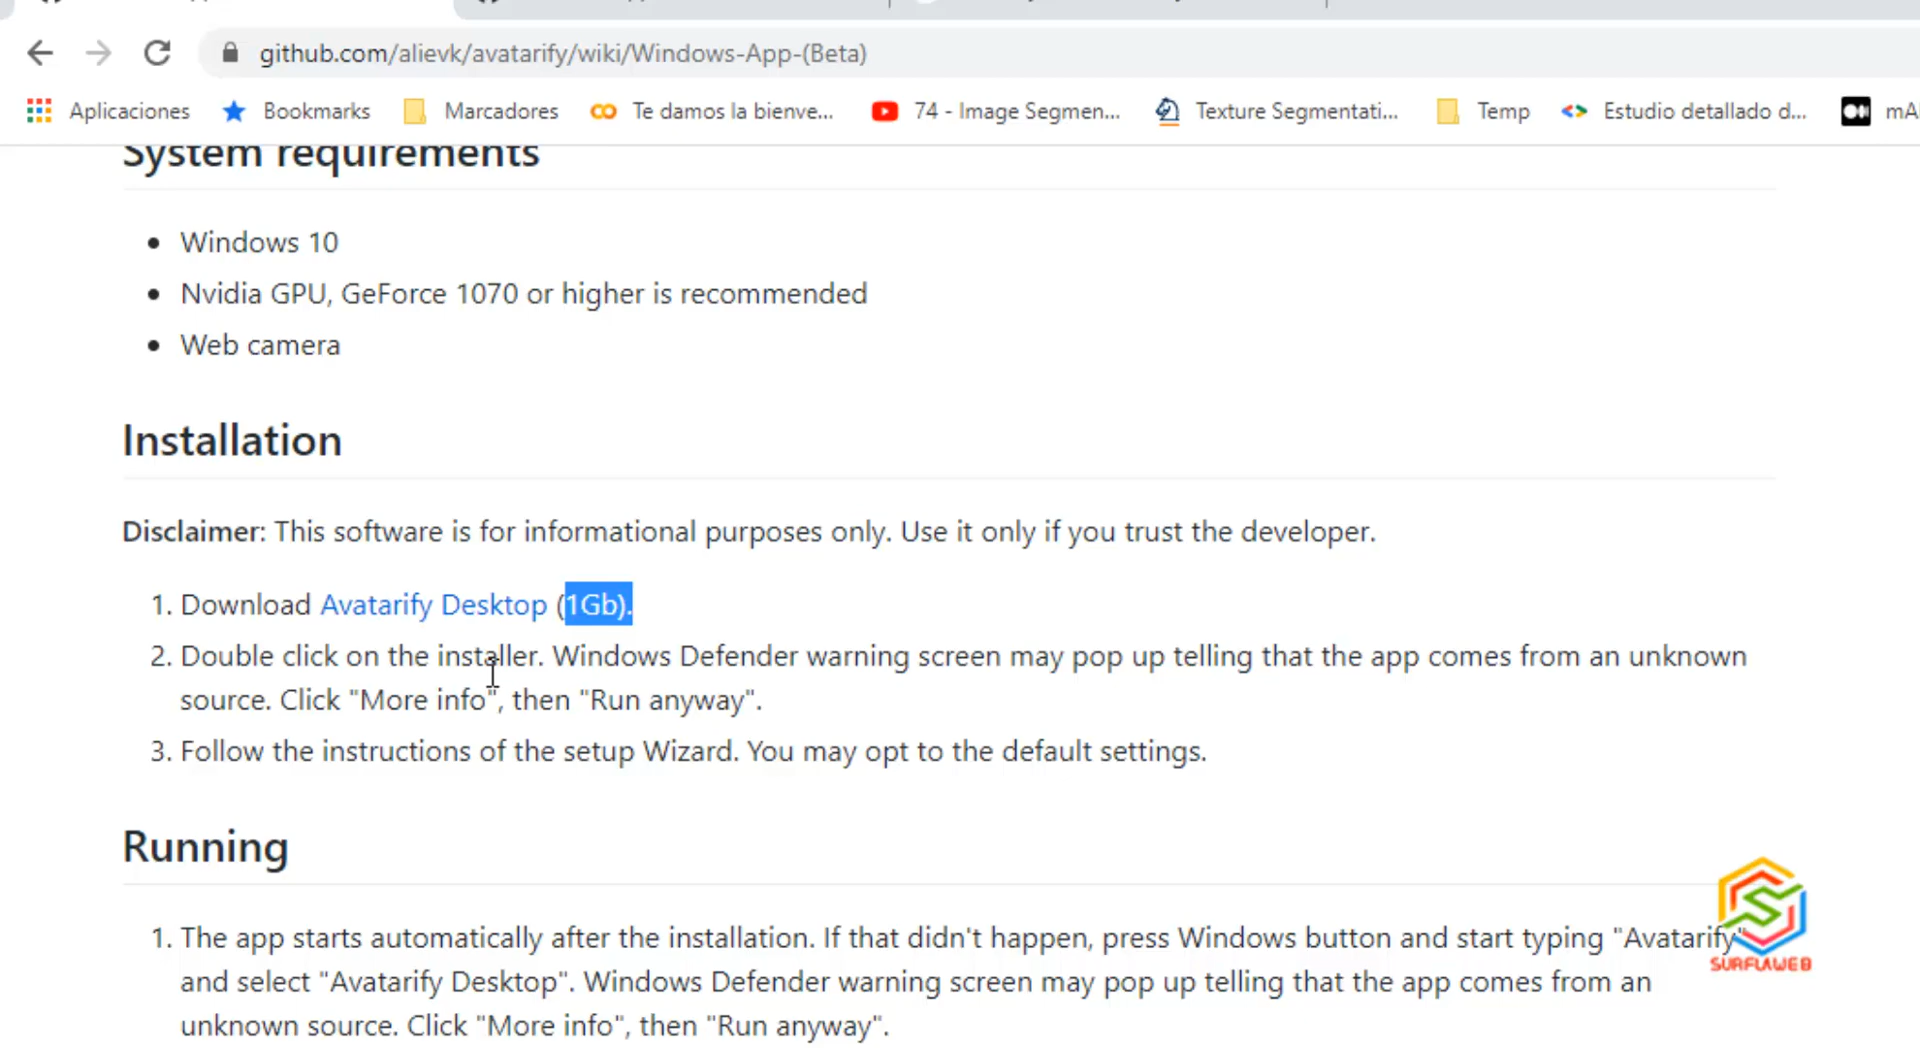 github.com/alievk/avatarify/wiki/Windows-App-(Beta)
Aplicaciones Bookmarks Marcadores Te damos la bienve... 74 - Image Segmen... Texture Segmentati... Temp Estudio detallado d...
System requirements
Windows 10
Nvidia GPU, GeForce 1070 or higher is recommended
Web camera
Installation
Disclaimer: This software is for informational purposes only. Use it only if you trust the developer.
1. Download Avatarify Desktop (1Gb).
2. Double click on the installer. Windows Defender warning screen may pop up telling that the app comes from an unknown
source. Click "More info", then "Run anyway".
3. Follow the instructions of the setup Wizard. You may opt to the default settings.
Running
1. The app starts automatically after the installation. If that didn't happen, press Windows button and start typing "Avatarify"
and select "Avatarify Desktop". Windows Defender warning screen may pop up telling that the app comes from an
unknown source. Click "More info", then "Run anyway".
SURFLAWEB